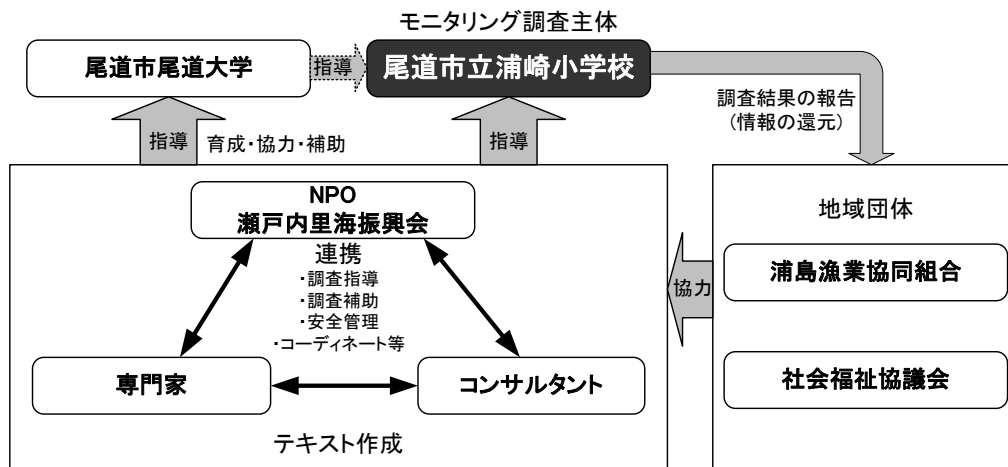 モニタリング調査主体
尾道市尾道大学
指導
尾道市立浦崎小学校
調査結果の報告
(情報の還元)
指導
育成・協力・補助
指導
NPO
瀬戸内里海振興会
連携
・調査指導
・調査補助
・安全管理
・コーディネート等
専門家
コンサルタント
テキスト作成
協力
地域団体
浦島漁業協同組合
社会福祉協議会